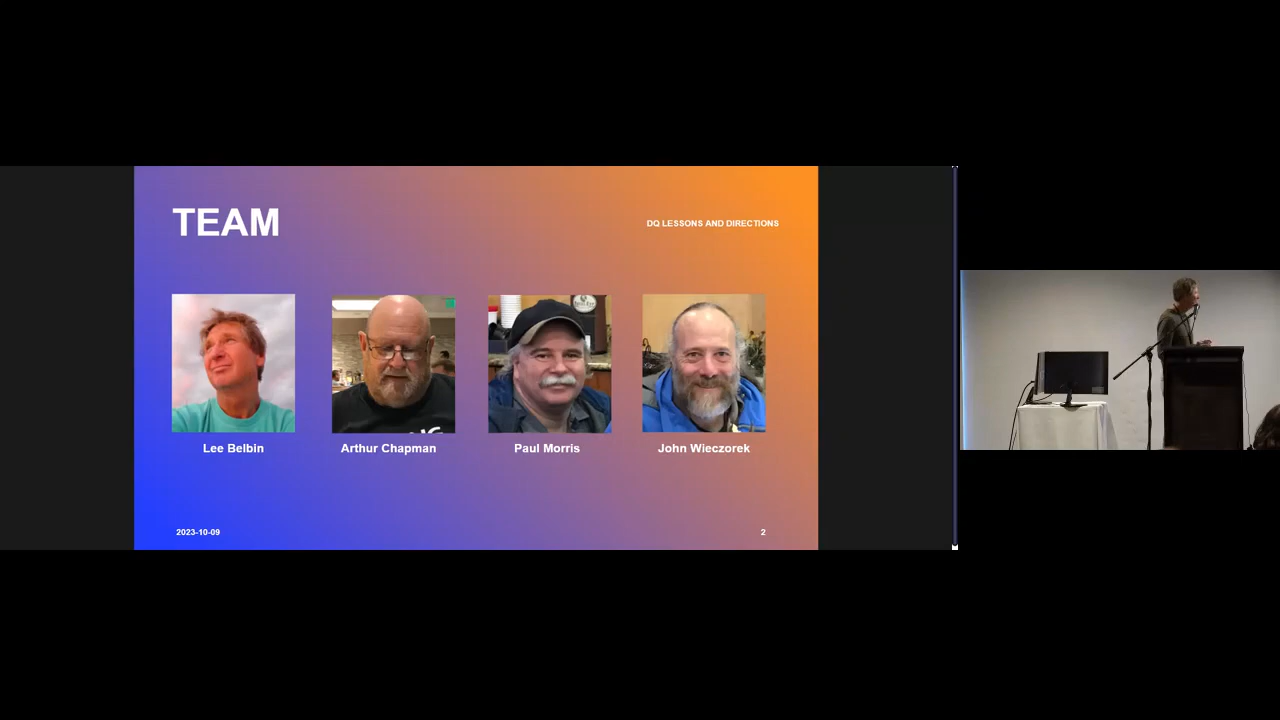 TEAM
DQ LESSONS AND DIRECTIONS
Lee Belbin
Arthur Chapman
Paul Morris
John Wieczorek
2023-10-09
2